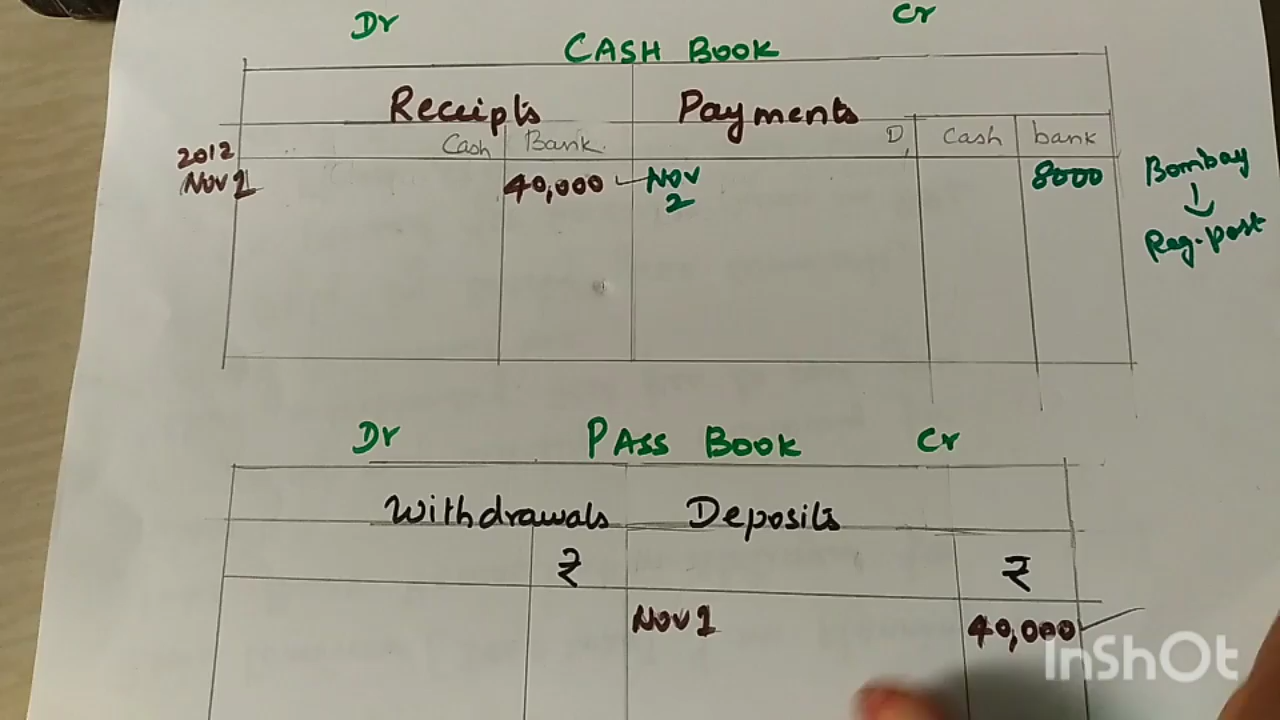 Dr Cr
CASH BOOK
Receipts Payments
Cash Bank D, Cash bank
2012
Nov 1 40,000 Nov 2 8000
Bombay
Reg. post
Dr PASS BOOK Cr
Withdrawals Deposits
₹ ₹
Nov 1 40,000
InShOt